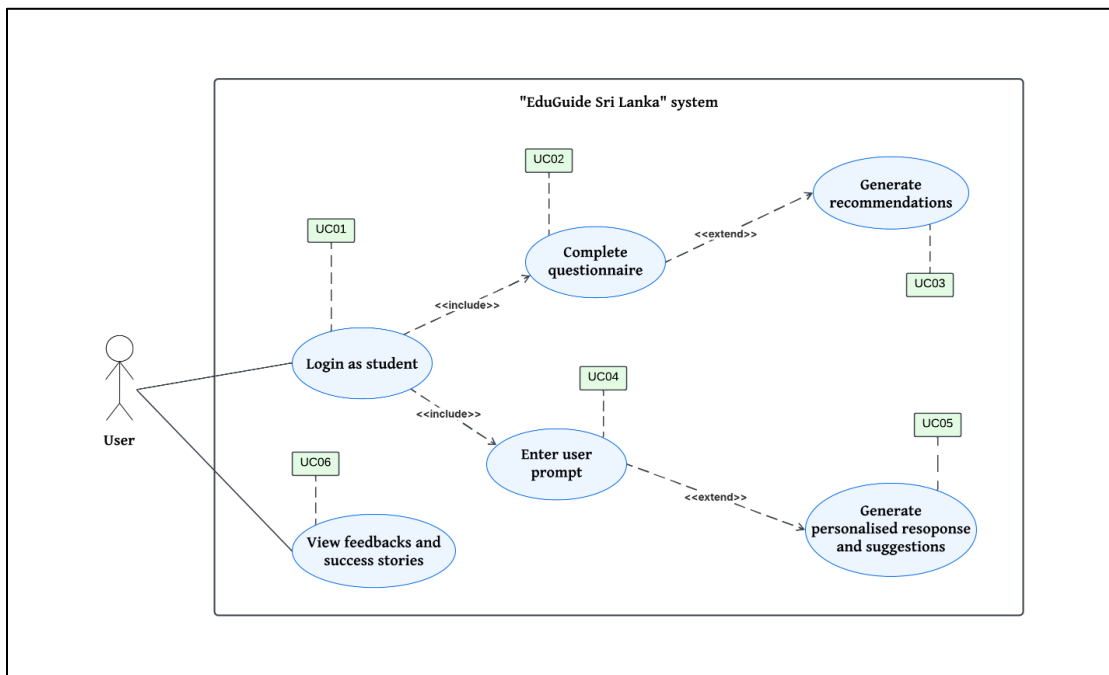 "EduGuide Sri Lanka" system
UC02
Generate
recommendations
UC01
<<extend>>
Complete
questionnaire
UC03
<<include>>
Login as student
UC04
<<include>>
User
UC05
UC06
Enter user
prompt
<<extend>>
Generate
personalised resoponse
and suggestions
View feedbacks and
success stories